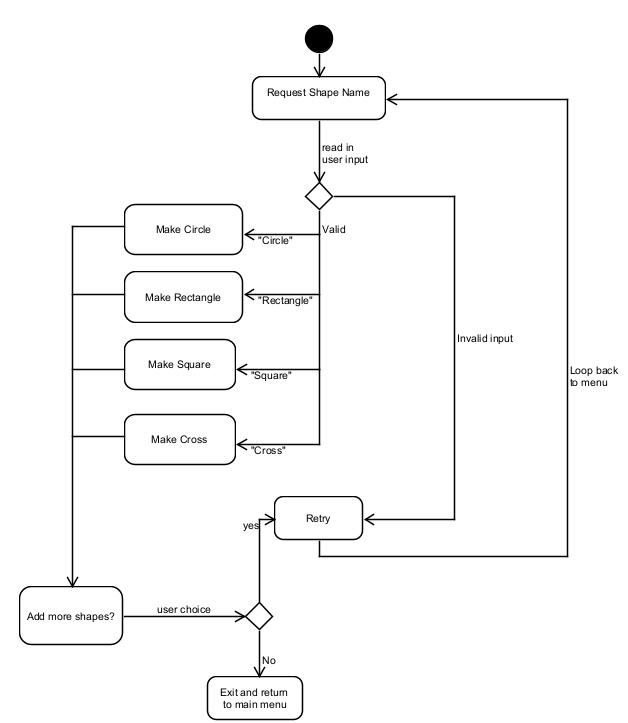 Request Shape Name
read in
user input
Valid
Make Circle
"Circle"
Make Rectangle
"Rectangle"
Invalid input
Make Square
"Square"
Loop back
to menu
Make Cross
"Cross"
Retry
yes
Add more shapes?
user choice
No
Exit and return
to main menu